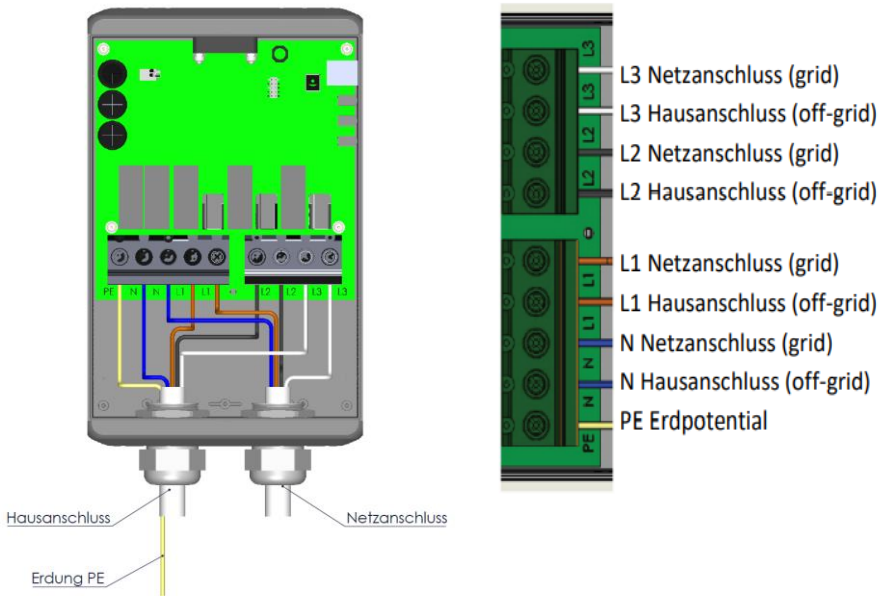 PE N N L1 L1 L2 L2 L3 L3
Hausanschluss
Netzanschluss
Erdung PE
L3
L3
L2
L2
L1
L1
N
N
PE
L3 Netzanschluss (grid)
L3 Hausanschluss (off-grid)
L2 Netzanschluss (grid)
L2 Hausanschluss (off-grid)
L1 Netzanschluss (grid)
L1 Hausanschluss (off-grid)
N Netzanschluss (grid)
N Hausanschluss (off-grid)
PE Erdpotential